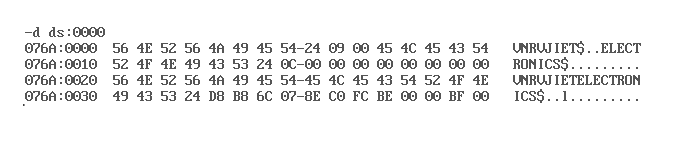 -d ds:0000
076A:0000  56 4E 52 56 4A 49 45 54-24 09 00 45 4C 45 43 54   VNRVJIET$..ELECT
076A:0010  52 4F 4E 49 43 53 24 0C-00 00 00 00 00 00 00 00   RONICS$.........
076A:0020  56 4E 52 56 4A 49 45 54-45 4C 45 43 54 52 4F 4E   VNRVJIETELECTRON
076A:0030  49 43 53 24 D8 B8 6C 07-8E C0 FC BE 00 00 BF 00   ICS$..l.........